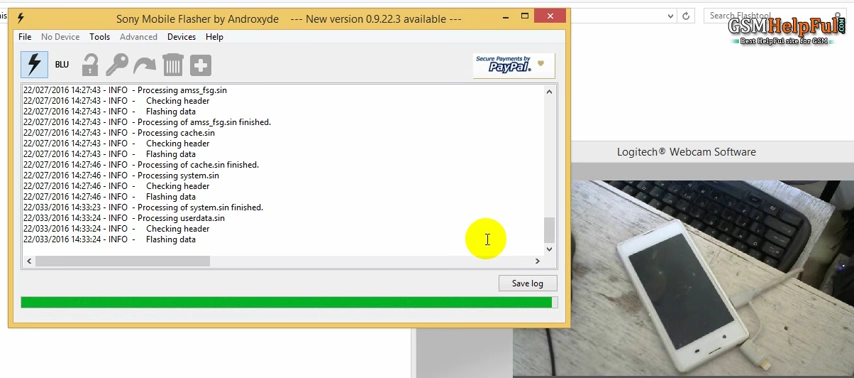 Sony Mobile Flasher by Androxyde --- New version 0.9.22.3 available ---
Search Flashtool
GSMHelpFul.COM
Best HelpFul site for GSM
File No Device Tools Advanced Devices Help
BLU
SECURE PAYMENTS BY
PayPal
22/027/2016 14:27:43 - INFO - Processing amss_fsg.sin
22/027/2016 14:27:43 - INFO - Checking header
22/027/2016 14:27:43 - INFO - Flashing data
22/027/2016 14:27:43 - INFO - Processing of amss_fsg.sin finished.
22/027/2016 14:27:43 - INFO - Processing cache.sin
22/027/2016 14:27:43 - INFO - Checking header
22/027/2016 14:27:43 - INFO - Flashing data
22/027/2016 14:27:46 - INFO - Processing of cache.sin finished.
22/027/2016 14:27:46 - INFO - Processing system.sin
22/027/2016 14:27:46 - INFO - Checking header
22/027/2016 14:27:46 - INFO - Flashing data
22/033/2016 14:33:23 - INFO - Processing of system.sin finished.
22/033/2016 14:33:24 - INFO - Processing userdata.sin
22/033/2016 14:33:24 - INFO - Checking header
22/033/2016 14:33:24 - INFO - Flashing data
Save log
Logitech® Webcam Software